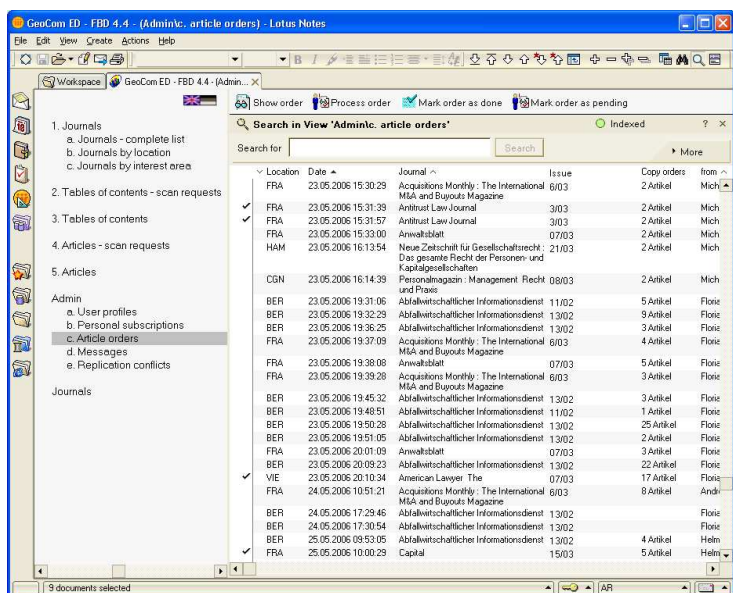 GeoCom ED - FBD 4.4 - (Admin\c. article orders) - Lotus Notes
File Edit View Create Actions Help
Workspace GeoCom ED - FBD 4.4 - (Admin...
Show order Process order Mark order as done Mark order as pending
1. Journals
a. Journals - complete list
b. Journals by location
c. Journals by interest area
2. Tables of contents - scan requests
3. Tables of contents
4. Articles - scan requests
5. Articles
Admin
a. User profiles
b. Personal subscriptions
c. Article orders
d. Messages
e. Replication conflicts
Journals
Search in View 'Admin\c. article orders' Indexed ?
Search for Search More
Location Date Journal Issue Copy orders from
FRA 23.05.2006 15:30:29 Acquisitions Monthly : The International 6/03 2 Artikel Mich
M&A and Buyouts Magazine
FRA 23.05.2006 15:31:39 Antitrust Law Journal 3/03 2 Artikel Mich
FRA 23.05.2006 15:31:57 Antitrust Law Journal 3/03 2 Artikel Mich
FRA 23.05.2006 15:33:00 Anwaltsblatt 07/03 2 Artikel Mich
HAM 23.05.2006 16:13:54 Neue Zeitschrift für Gesellschaftsrecht : 21/03 2 Artikel Mich
Das gesamte Recht der Personen- und
Kapitalgesellschaften
CGN 23.05.2006 16:14:39 Personalmagazin : Management Recht 08/03 2 Artikel Mich
und Praxis
BER 23.05.2006 19:31:06 Abfallwirtschaftlicher Informationsdienst 11/02 5 Artikel Floria
BER 23.05.2006 19:32:29 Abfallwirtschaftlicher Informationsdienst 13/02 9 Artikel Floria
BER 23.05.2006 19:36:25 Abfallwirtschaftlicher Informationsdienst 13/02 3 Artikel Floria
FRA 23.05.2006 19:37:09 Acquisitions Monthly : The International 6/03 4 Artikel Floria
M&A and Buyouts Magazine
FRA 23.05.2006 19:38:08 Anwaltsblatt 07/03 5 Artikel Floria
FRA 23.05.2006 19:39:28 Acquisitions Monthly : The International 6/03 3 Artikel Floria
M&A and Buyouts Magazine
BER 23.05.2006 19:45:32 Abfallwirtschaftlicher Informationsdienst 13/02 3 Artikel Floria
BER 23.05.2006 19:48:51 Abfallwirtschaftlicher Informationsdienst 11/02 1 Artikel Floria
BER 23.05.2006 19:50:28 Abfallwirtschaftlicher Informationsdienst 13/02 25 Artikel Floria
BER 23.05.2006 19:51:05 Abfallwirtschaftlicher Informationsdienst 13/02 2 Artikel Floria
FRA 23.05.2006 20:01:09 Anwaltsblatt 07/03 3 Artikel Floria
BER 23.05.2006 20:09:23 Abfallwirtschaftlicher Informationsdienst 13/02 22 Artikel Floria
VIE 23.05.2006 20:10:34 American Lawyer The 07/03 17 Artikel Floria
FRA 24.05.2006 10:51:21 Acquisitions Monthly : The International 6/03 8 Artikel Andr
M&A and Buyouts Magazine
BER 24.05.2006 17:29:46 Abfallwirtschaftlicher Informationsdienst 13/02 Floria
BER 24.05.2006 17:30:54 Abfallwirtschaftlicher Informationsdienst 13/02 Floria
BER 25.05.2006 09:53:05 Abfallwirtschaftlicher Informationsdienst 13/02 4 Artikel Helm
FRA 25.05.2006 10:00:29 Capital 15/03 5 Artikel Helm
9 documents selected AR